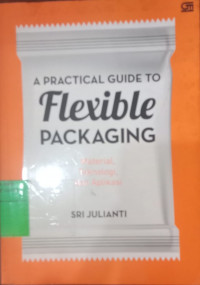 A PRACTICAL GUIDE TO
Flexible
PACKAGING
SRI JULIANTI